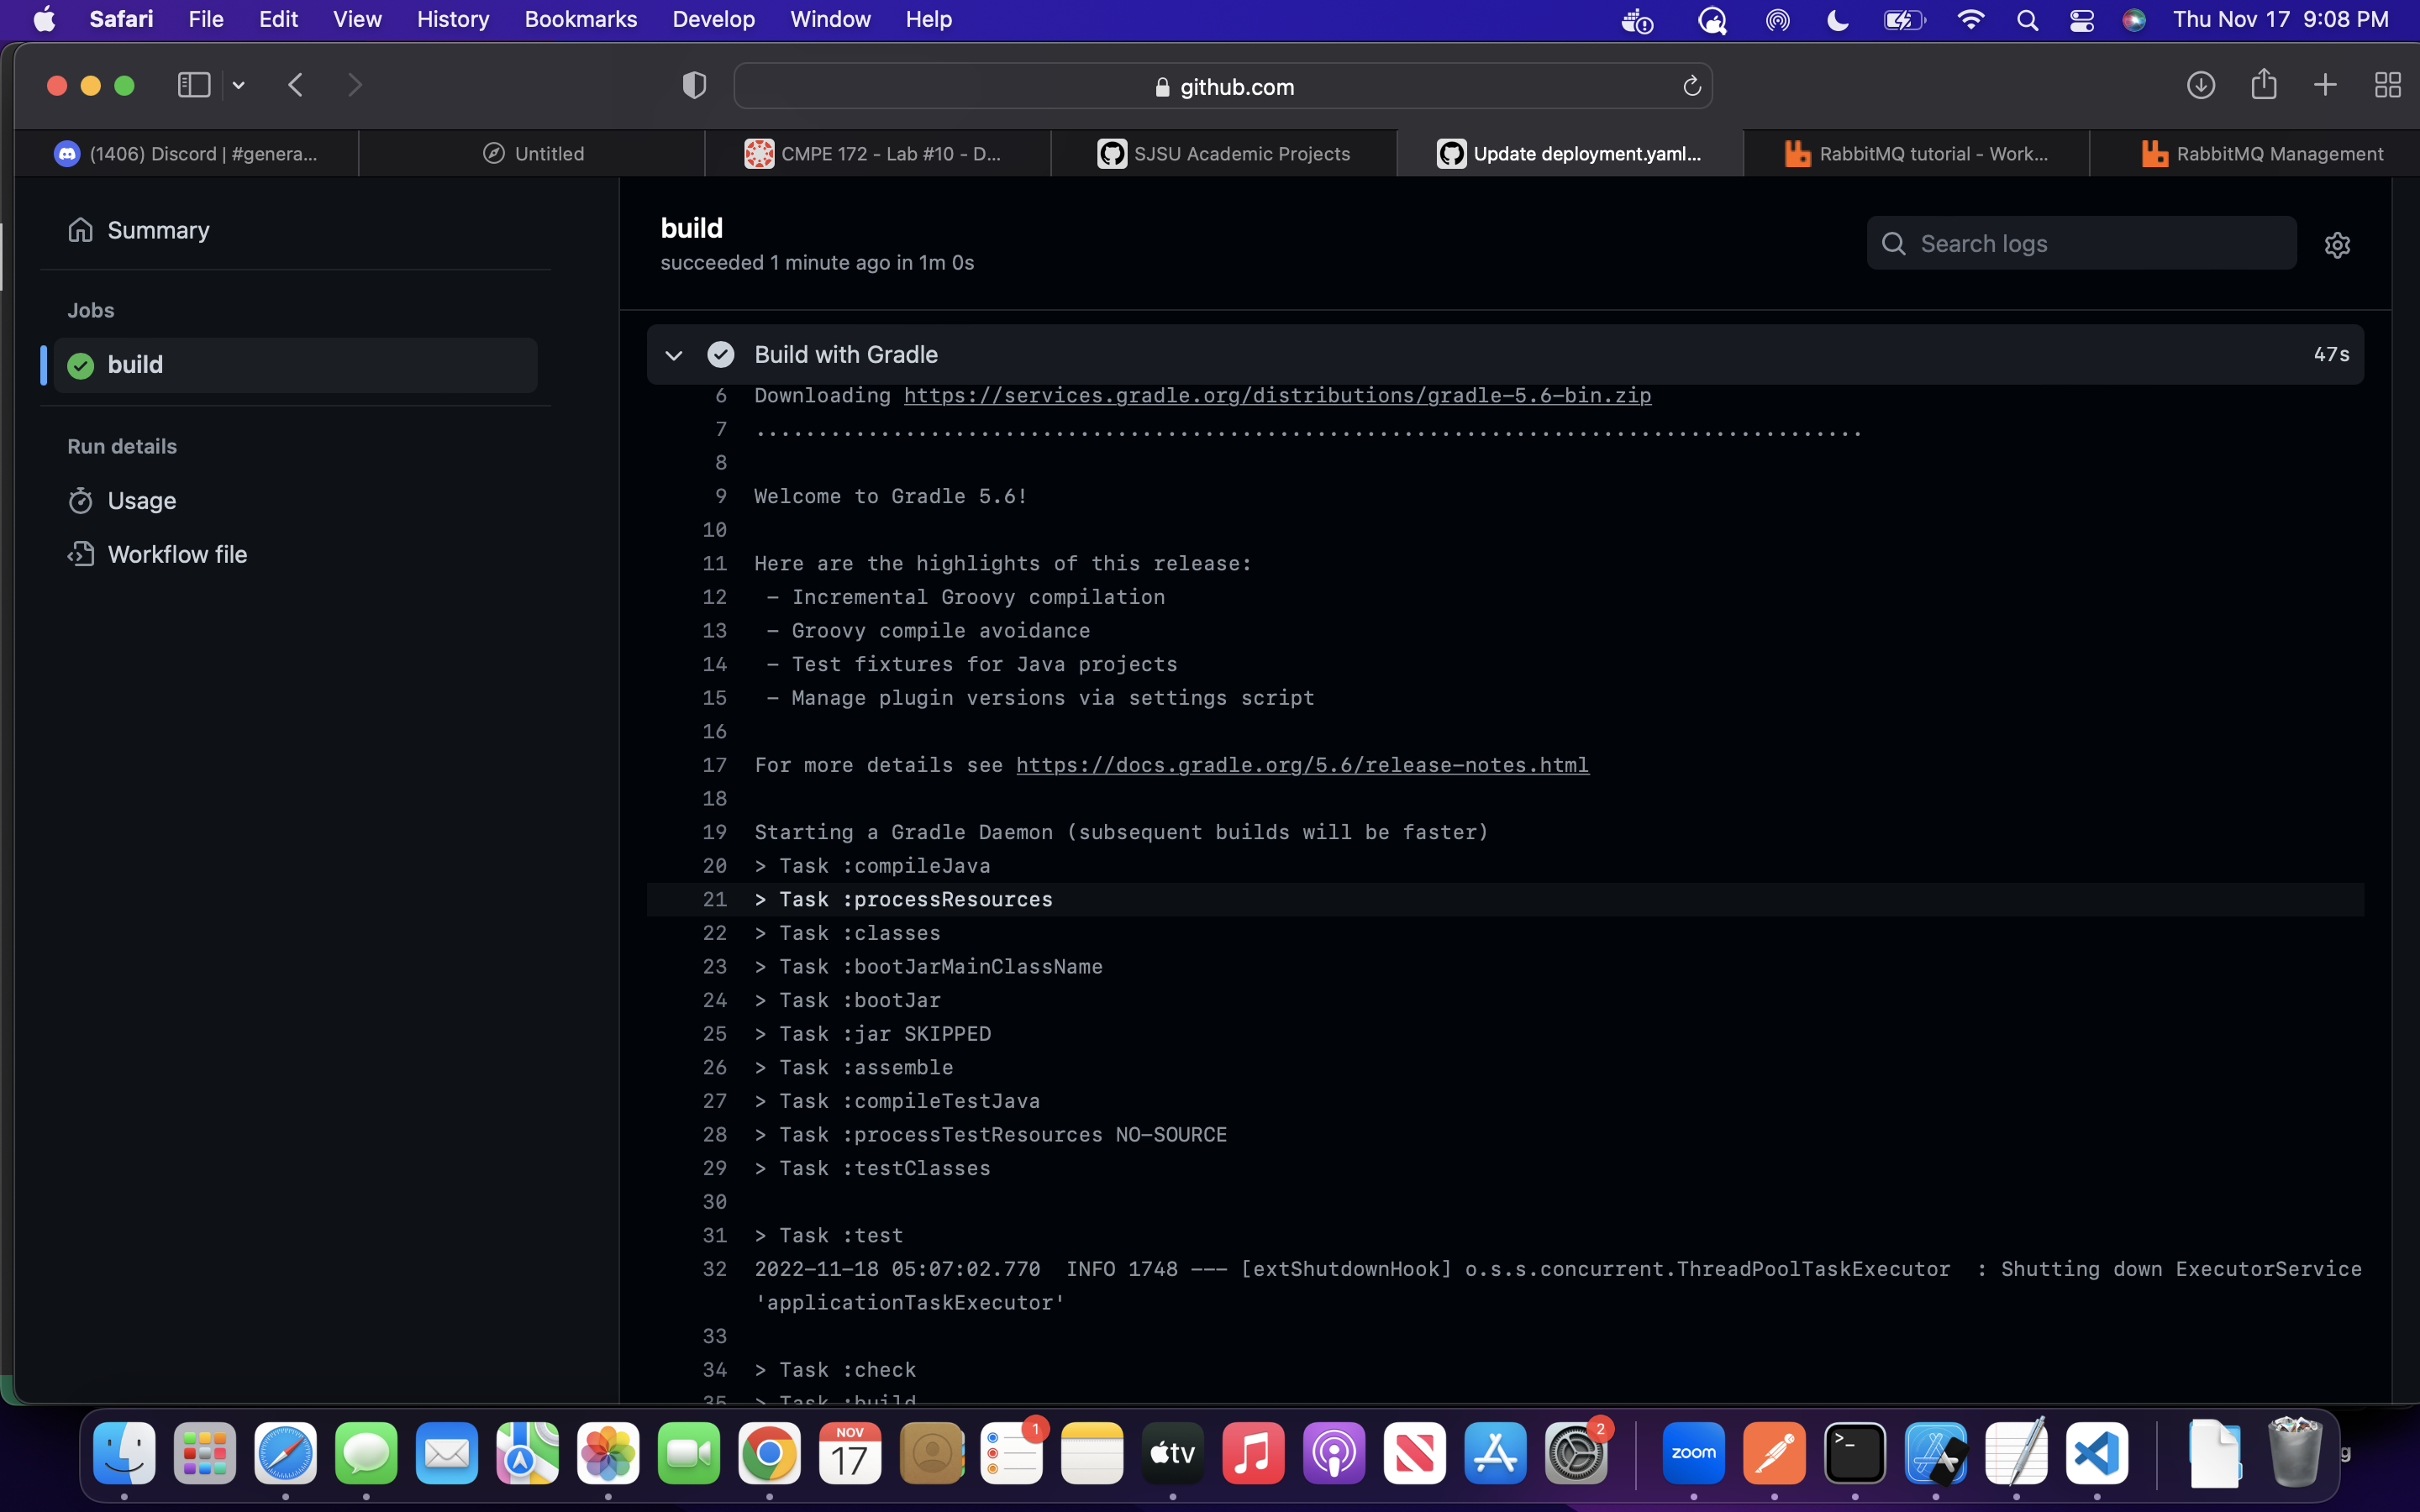 Safari File Edit View History Bookmarks Develop Window Help Thu Nov 17 9:08 PM
github.com
(1406) Discord | #genera...
Untitled
CMPE 172 - Lab #10 - D...
SJSU Academic Projects
Update deployment.yaml...
RabbitMQ tutorial - Work...
RabbitMQ Management
Summary
Jobs
build
Run details
Usage
Workflow file
build
succeeded 1 minute ago in 1m 0s
Search logs
Build with Gradle 47s
6 Downloading https://services.gradle.org/distributions/gradle-5.6-bin.zip
7 .........................................................................................
8
9 Welcome to Gradle 5.6!
10
11 Here are the highlights of this release:
12 - Incremental Groovy compilation
13 - Groovy compile avoidance
14 - Test fixtures for Java projects
15 - Manage plugin versions via settings script
16
17 For more details see https://docs.gradle.org/5.6/release-notes.html
18
19 Starting a Gradle Daemon (subsequent builds will be faster)
20 > Task :compileJava
21 > Task :processResources
22 > Task :classes
23 > Task :bootJarMainClassName
24 > Task :bootJar
25 > Task :jar SKIPPED
26 > Task :assemble
27 > Task :compileTestJava
28 > Task :processTestResources NO-SOURCE
29 > Task :testClasses
30
31 > Task :test
32 2022-11-18 05:07:02.770 INFO 1748 --- [extShutdownHook] o.s.s.concurrent.ThreadPoolTaskExecutor : Shutting down ExecutorService
'applicationTaskExecutor'
33
34 > Task :check
35 > Task :build
NOV
17
1
tv
2
zoom
>_
g